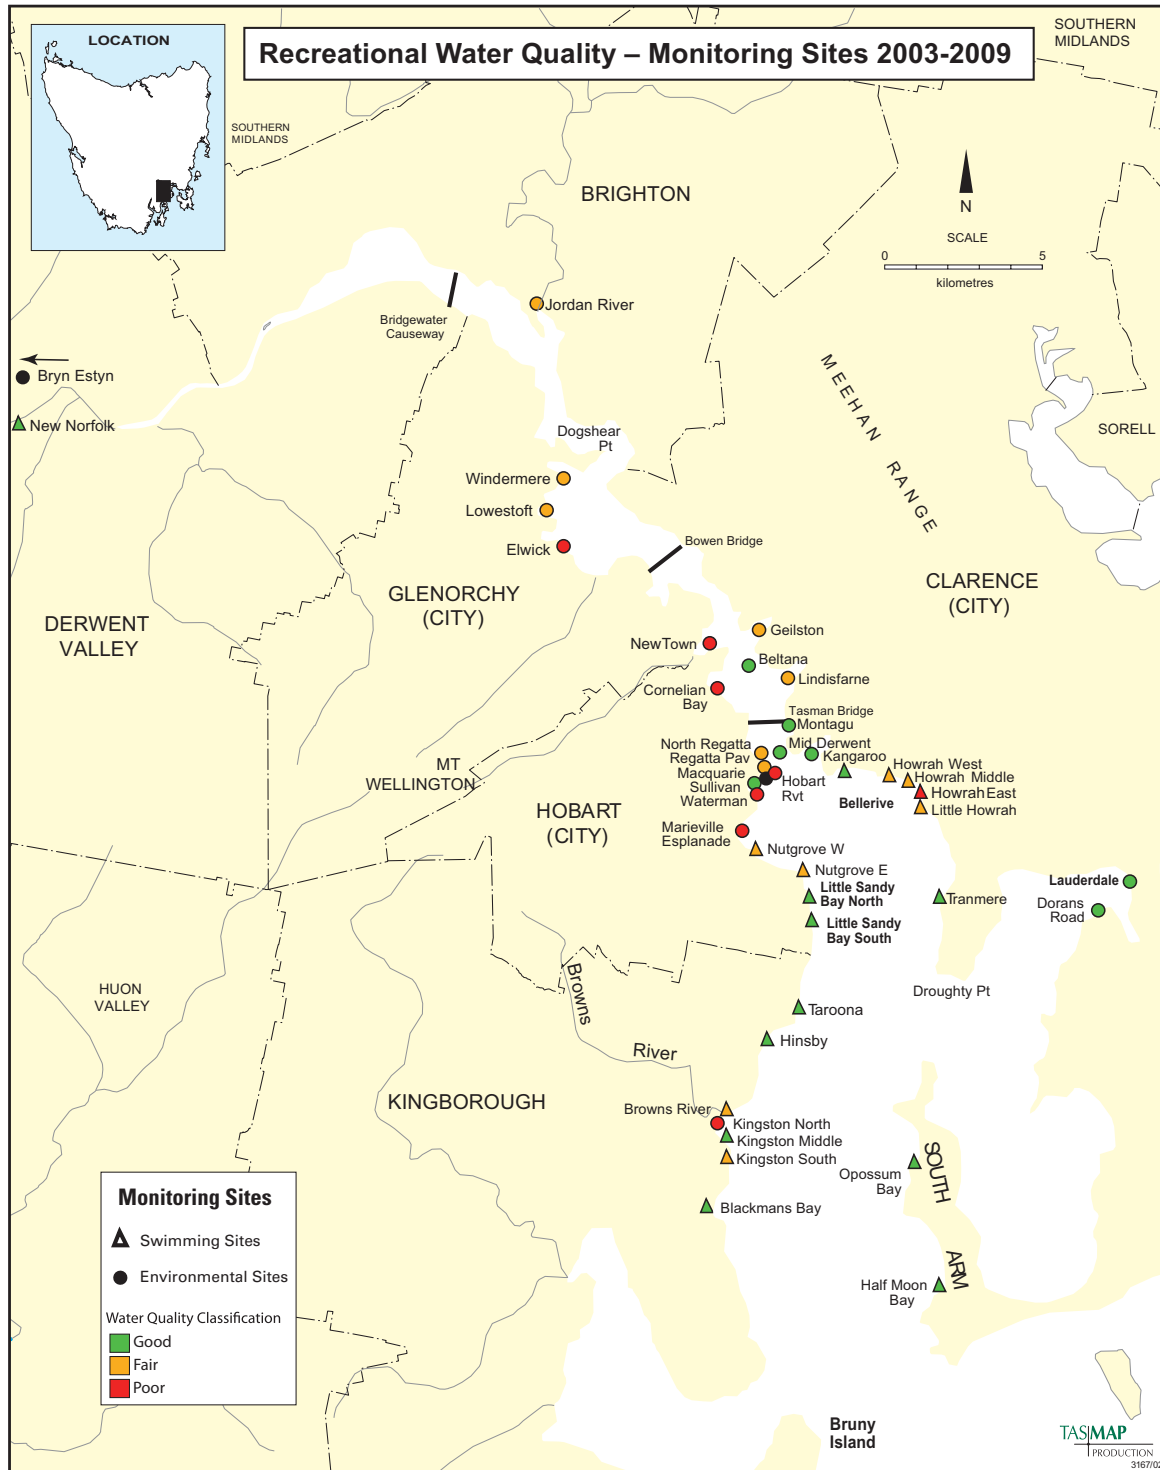 LOCATION
Recreational Water Quality – Monitoring Sites 2003-2009
SOUTHERN
MIDLANDS
SOUTHERN
MIDLANDS
BRIGHTON
N
SCALE
0
5
kilometres
Jordan River
Bridgewater
Causeway
Bryn Estyn
New Norfolk
MEEHAN RANGE
SORELL
Dogshear
Pt
Windermere
Lowestoft
Elwick
Bowen Bridge
CLARENCE
(CITY)
GLENORCHY
(CITY)
DERWENT
VALLEY
Geilston
NewTown
Beltana
Lindisfarne
Cornelian
Bay
Tasman Bridge
Montagu
North Regatta
Mid Derwent
Regatta Pav
Kangaroo
Macquarie
Sullivan
Waterman
Hobart
Rvt
Howrah West
Howrah Middle
Howrah East
Little Howrah
Bellerive
MT
WELLINGTON
HOBART
(CITY)
Marieville
Esplanade
Nutgrove W
Nutgrove E
Little Sandy
Bay North
Little Sandy
Bay South
Tranmere
Lauderdale
Dorans
Road
HUON
VALLEY
Browns
River
Droughty Pt
Taroona
Hinsby
KINGBOROUGH
Browns River
Kingston North
Kingston Middle
Kingston South
Blackmans Bay
Opossum
Bay
SOUTH
ARM
Half Moon
Bay
Monitoring Sites
Swimming Sites
Environmental Sites
Water Quality Classification
Good
Fair
Poor
Bruny
Island
TASMAP
PRODUCTION
3167/02